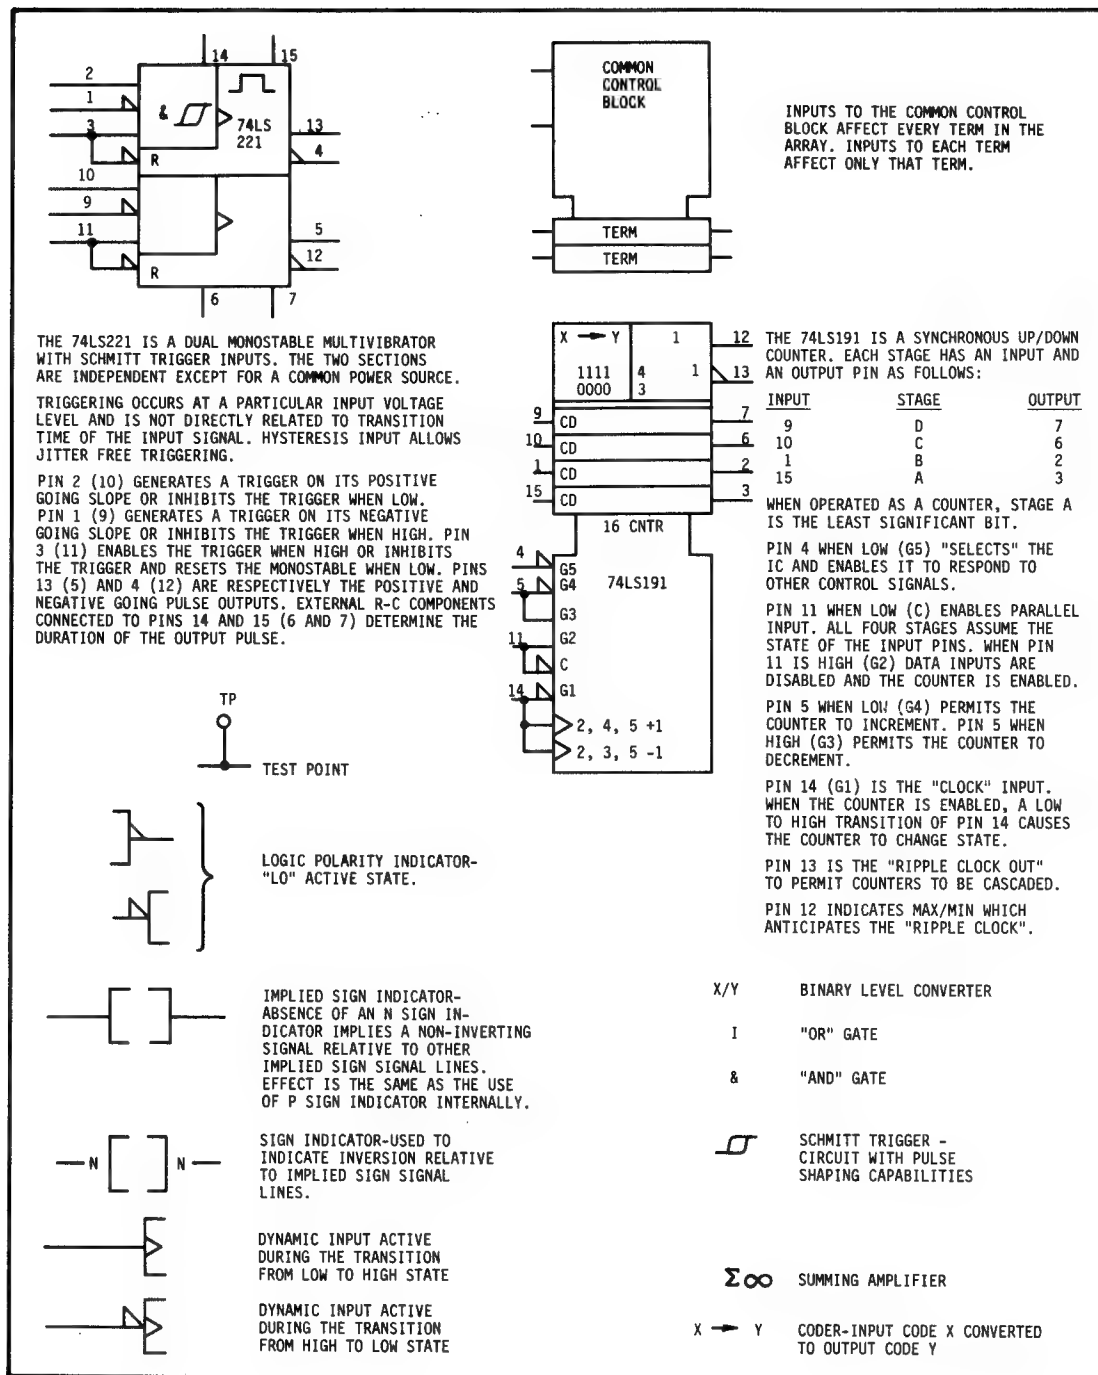 14 15
2
1
3
&
74LS
221
13
4
R
10
9
11
5
12
R
6 7
THE 74LS221 IS A DUAL MONOSTABLE MULTIVIBRATOR
WITH SCHMITT TRIGGER INPUTS. THE TWO SECTIONS
ARE INDEPENDENT EXCEPT FOR A COMMON POWER SOURCE.
TRIGGERING OCCURS AT A PARTICULAR INPUT VOLTAGE
LEVEL AND IS NOT DIRECTLY RELATED TO TRANSITION
TIME OF THE INPUT SIGNAL. HYSTERESIS INPUT ALLOWS
JITTER FREE TRIGGERING.
PIN 2 (10) GENERATES A TRIGGER ON ITS POSITIVE
GOING SLOPE OR INHIBITS THE TRIGGER WHEN LOW.
PIN 1 (9) GENERATES A TRIGGER ON ITS NEGATIVE
GOING SLOPE OR INHIBITS THE TRIGGER WHEN HIGH. PIN
3 (11) ENABLES THE TRIGGER WHEN HIGH OR INHIBITS
THE TRIGGER AND RESETS THE MONOSTABLE WHEN LOW. PINS
13 (5) AND 4 (12) ARE RESPECTIVELY THE POSITIVE AND
NEGATIVE GOING PULSE OUTPUTS. EXTERNAL R-C COMPONENTS
CONNECTED TO PINS 14 AND 15 (6 AND 7) DETERMINE THE
DURATION OF THE OUTPUT PULSE.
TP
TEST POINT
LOGIC POLARITY INDICATOR-
"LO" ACTIVE STATE.
IMPLIED SIGN INDICATOR-
ABSENCE OF AN N SIGN IN-
DICATOR IMPLIES A NON-INVERTING
SIGNAL RELATIVE TO OTHER
IMPLIED SIGN SIGNAL LINES.
EFFECT IS THE SAME AS THE USE
OF P SIGN INDICATOR INTERNALLY.
N N
SIGN INDICATOR-USED TO
INDICATE INVERSION RELATIVE
TO IMPLIED SIGN SIGNAL
LINES.
DYNAMIC INPUT ACTIVE
DURING THE TRANSITION
FROM LOW TO HIGH STATE
DYNAMIC INPUT ACTIVE
DURING THE TRANSITION
FROM HIGH TO LOW STATE
COMMON
CONTROL
BLOCK
TERM
TERM
INPUTS TO THE COMMON CONTROL
BLOCK AFFECT EVERY TERM IN THE
ARRAY. INPUTS TO EACH TERM
AFFECT ONLY THAT TERM.
X → Y 1 12
1111 4 1 13
0000 3
9 CD 7
10 CD 6
1 CD 2
15 CD 3
16 CNTR
74LS191
4 G5
5 G4
G3
11 G2
C
14 G1
2, 4, 5 +1
2, 3, 5 -1
THE 74LS191 IS A SYNCHRONOUS UP/DOWN
COUNTER. EACH STAGE HAS AN INPUT AND
AN OUTPUT PIN AS FOLLOWS:
INPUT STAGE OUTPUT
9 D 7
10 C 6
1 B 2
15 A 3
WHEN OPERATED AS A COUNTER, STAGE A
IS THE LEAST SIGNIFICANT BIT.
PIN 4 WHEN LOW (G5) "SELECTS" THE
IC AND ENABLES IT TO RESPOND TO
OTHER CONTROL SIGNALS.
PIN 11 WHEN LOW (C) ENABLES PARALLEL
INPUT. ALL FOUR STAGES ASSUME THE
STATE OF THE INPUT PINS. WHEN PIN
11 IS HIGH (G2) DATA INPUTS ARE
DISABLED AND THE COUNTER IS ENABLED.
PIN 5 WHEN LOW (G4) PERMITS THE
COUNTER TO INCREMENT. PIN 5 WHEN
HIGH (G3) PERMITS THE COUNTER TO
DECREMENT.
PIN 14 (G1) IS THE "CLOCK" INPUT.
WHEN THE COUNTER IS ENABLED, A LOW
TO HIGH TRANSITION OF PIN 14 CAUSES
THE COUNTER TO CHANGE STATE.
PIN 13 IS THE "RIPPLE CLOCK OUT"
TO PERMIT COUNTERS TO BE CASCADED.
PIN 12 INDICATES MAX/MIN WHICH
ANTICIPATES THE "RIPPLE CLOCK".
X/Y BINARY LEVEL CONVERTER
I "OR" GATE
& "AND" GATE
SCHMITT TRIGGER -
CIRCUIT WITH PULSE
SHAPING CAPABILITIES
Σ∞ SUMMING AMPLIFIER
X → Y CODER-INPUT CODE X CONVERTED
TO OUTPUT CODE Y